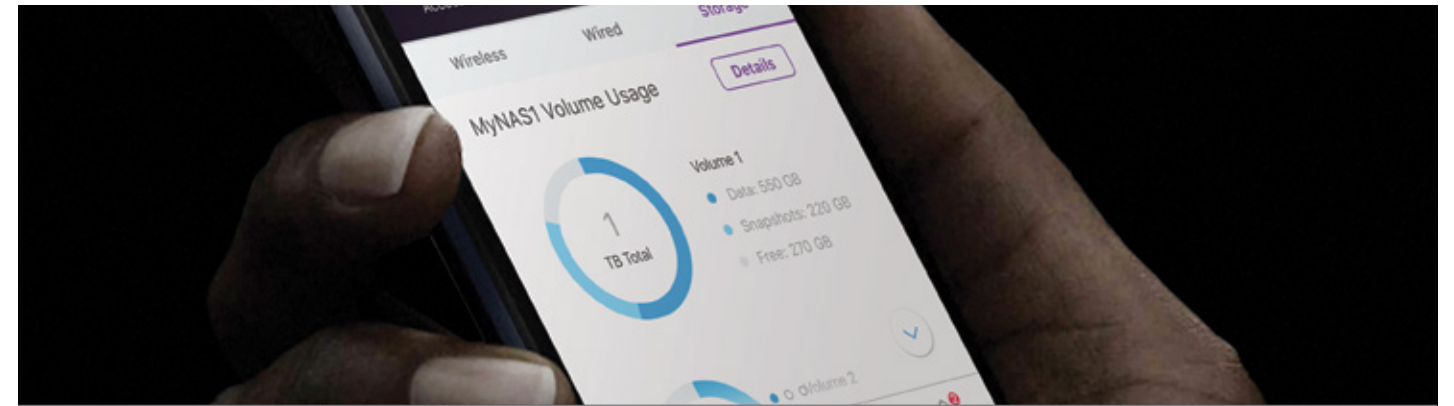 Wireless
Wired
Storage
MyNAS1 Volume Usage
Details
1
TB Total
Volume 1
Data: 550 GB
Snapshots: 220 GB
Free: 270 GB
Volume 2
2